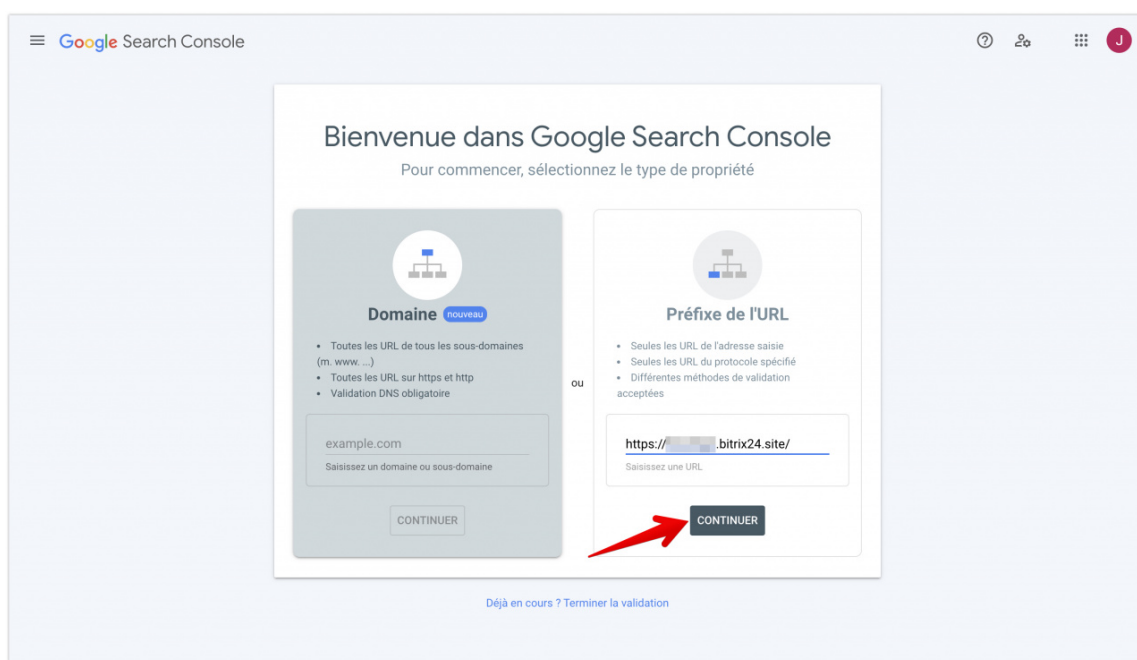 Google Search Console
J
Bienvenue dans Google Search Console
Pour commencer, sélectionnez le type de propriété
Domaine nouveau
• Toutes les URL de tous les sous-domaines
(m. www. ...)
• Toutes les URL sur https et http
• Validation DNS obligatoire
example.com
Saisissez un domaine ou sous-domaine
CONTINUER
ou
Préfixe de l'URL
• Seules les URL de l'adresse saisie
• Seules les URL du protocole spécifié
• Différentes méthodes de validation
acceptées
https:// .bitrix24.site/
Saisissez une URL
CONTINUER
Déjà en cours ? Terminer la validation